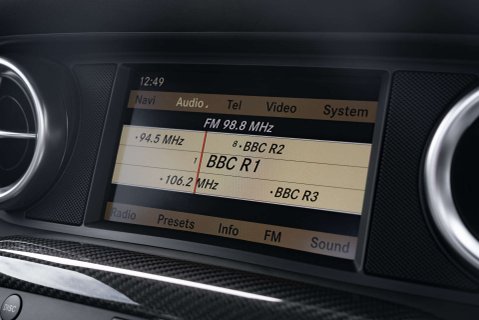 12:49
Navi Audio Tel Video System
FM 98.8 MHz
94.5 MHz 8 BBC R2
1 BBC R1
106.2 MHz BBC R3
Radio Presets Info FM Sound
DISC